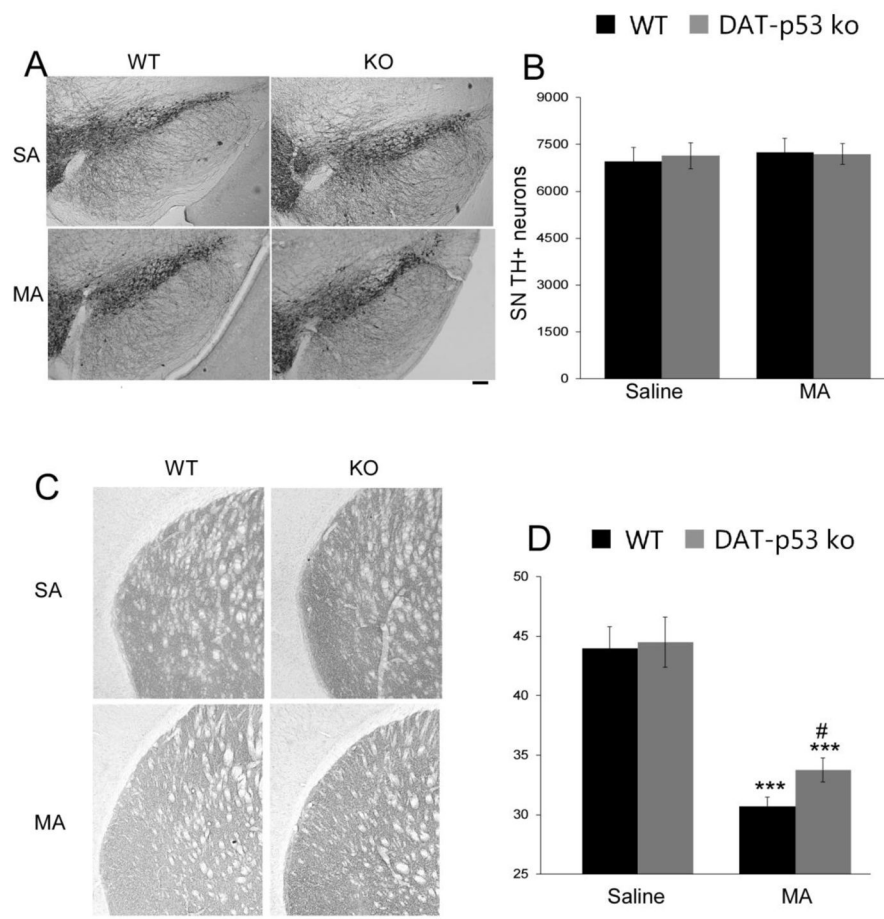 WT DAT-p53 ko
A WT KO
SA
MA
B
9000
7500
6000
4500
3000
1500
0
SN TH+ neurons
Saline MA
C WT KO
SA
MA
D WT DAT-p53 ko
50
45
40
35
30
25
***
#
***
Saline MA